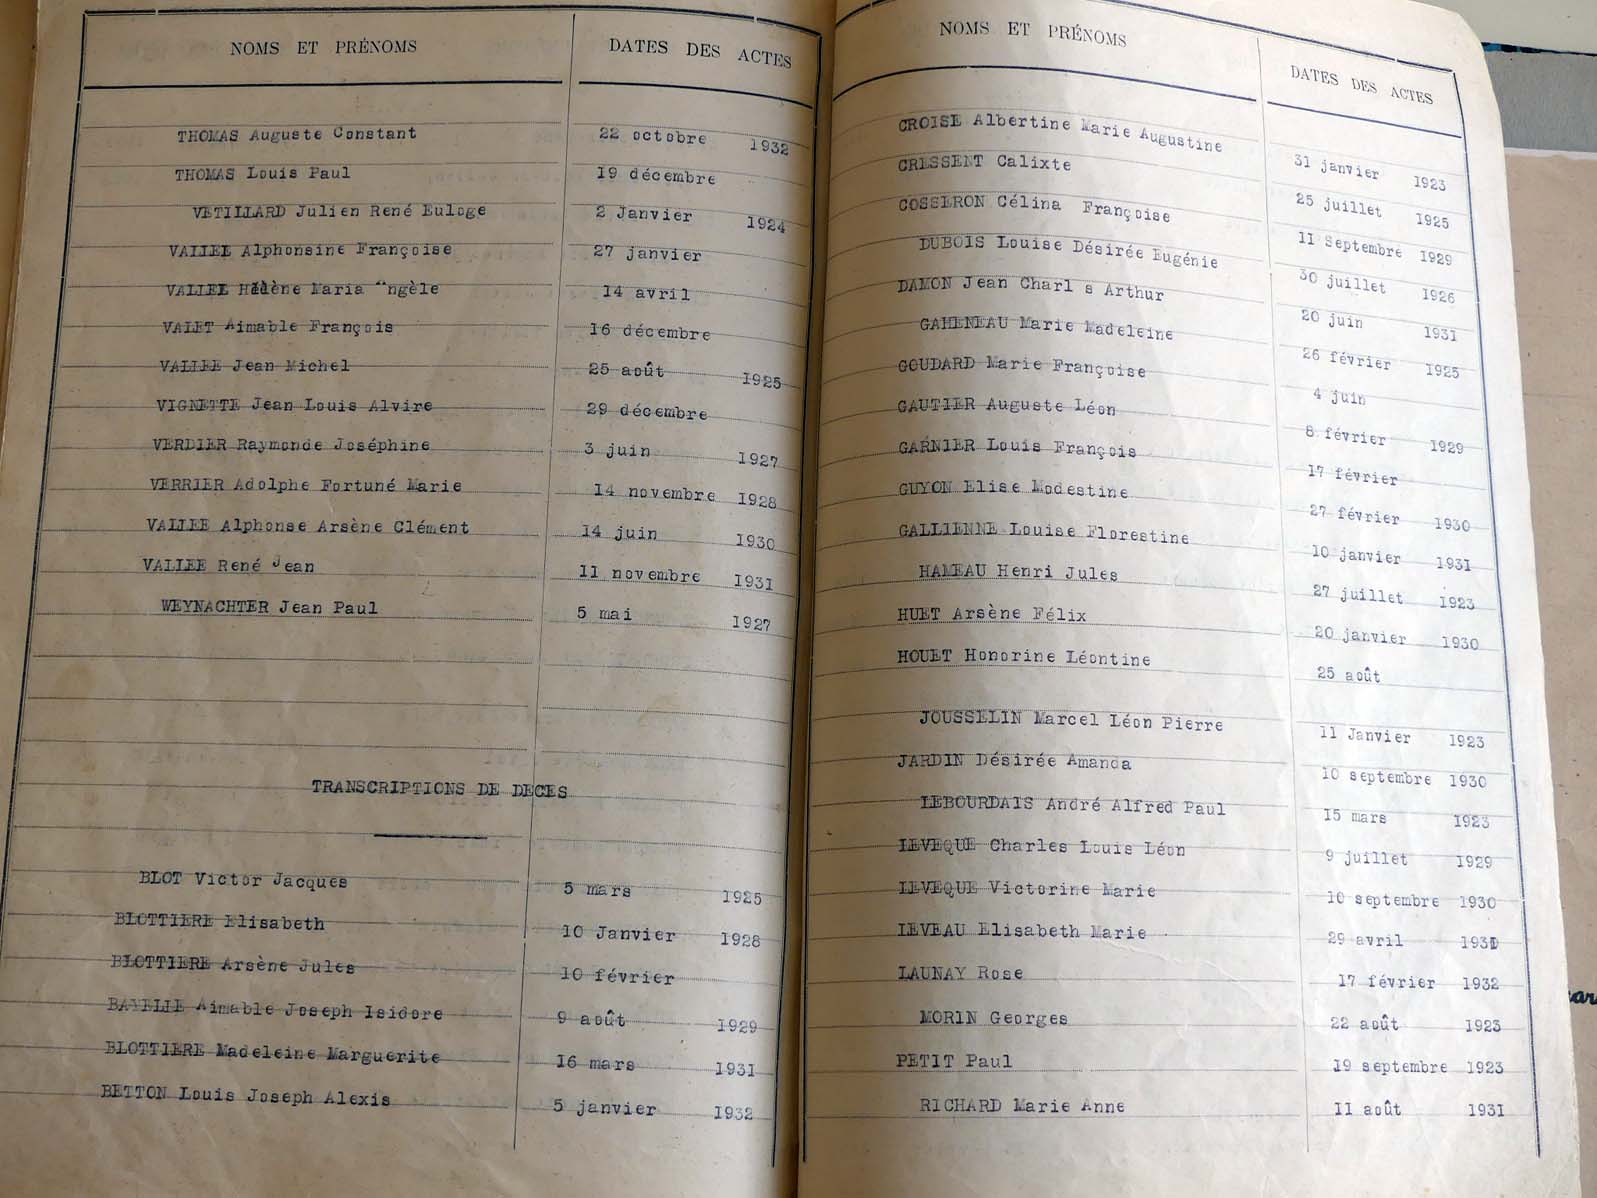 NOMS ET PRÉNOMS DATES DES ACTES
THOMAS Auguste Constant 22 octobre 1932
THOMAS Louis Paul 19 décembre
VETILLARD Julien René Euloge 2 Janvier 1924
VALLEE Alphonsine Françoise 27 janvier
VALLEE Hélène Maria ngèle 14 avril
VALET Aimable François 16 décembre
VALLEE Jean Michel 25 août 1925
VIGNETTE Jean Louis Alvire 29 décembre
VERDIER Raymonde Joséphine 3 juin 1927
VERRIER Adolphe Fortuné Marie 14 novembre 1928
VALLEE Alphonse Arsène Clément 14 juin 1930
VALLEE René Jean 11 novembre 1931
WEYNACHTER Jean Paul 5 mai 1927
TRANSCRIPTIONS DE DECES
BLOT Victor Jacques 5 mars 1925
BLOTTIERE Elisabeth 10 Janvier 1928
BLOTTIERE Arsène Jules 10 février
BAYELLE Aimable Joseph Isidore 9 août 1929
BLOTTIERE Madeleine Marguerite 16 mars 1931
BETTON Louis Joseph Alexis 5 janvier 1932
NOMS ET PRÉNOMS DATES DES ACTES
CROISE Albertine Marie Augustine 31 janvier 1923
CRESSENT Calixte 25 juillet 1925
COSSERON Célina Françoise 11 Septembre 1929
DUBOIS Louise Désirée Eugénie 30 juillet 1926
DAMON Jean Charl s Arthur 20 juin 1931
GAHENEAU Marie Madeleine 26 février 1925
GOUDARD Marie Françoise 4 juin
GAUTIER Auguste Léon 8 février 1929
GARNIER Louis François 17 février
GUYON Elise Modestine 27 février 1930
GALLIENNE Louise Florestine 10 janvier 1931
HAMEAU Henri Jules 27 juillet 1923
HUET Arsène Félix 20 janvier 1930
HOUET Honorine Léontine 25 août
JOUSSELIN Marcel Léon Pierre 11 Janvier 1923
JARDIN Désirée Amanda 10 septembre 1930
LEBOURDAIS André Alfred Paul 15 mars 1923
LEVEQUE Charles Louis Léon 9 juillet 1929
LEVEQUE Victorine Marie 10 septembre 1930
LEVEAU Elisabeth Marie 29 avril
LAUNAY Rose 17 février 1932
MORIN Georges 22 août 1923
PETIT Paul 19 septembre 1923
RICHARD Marie Anne 11 août 1931